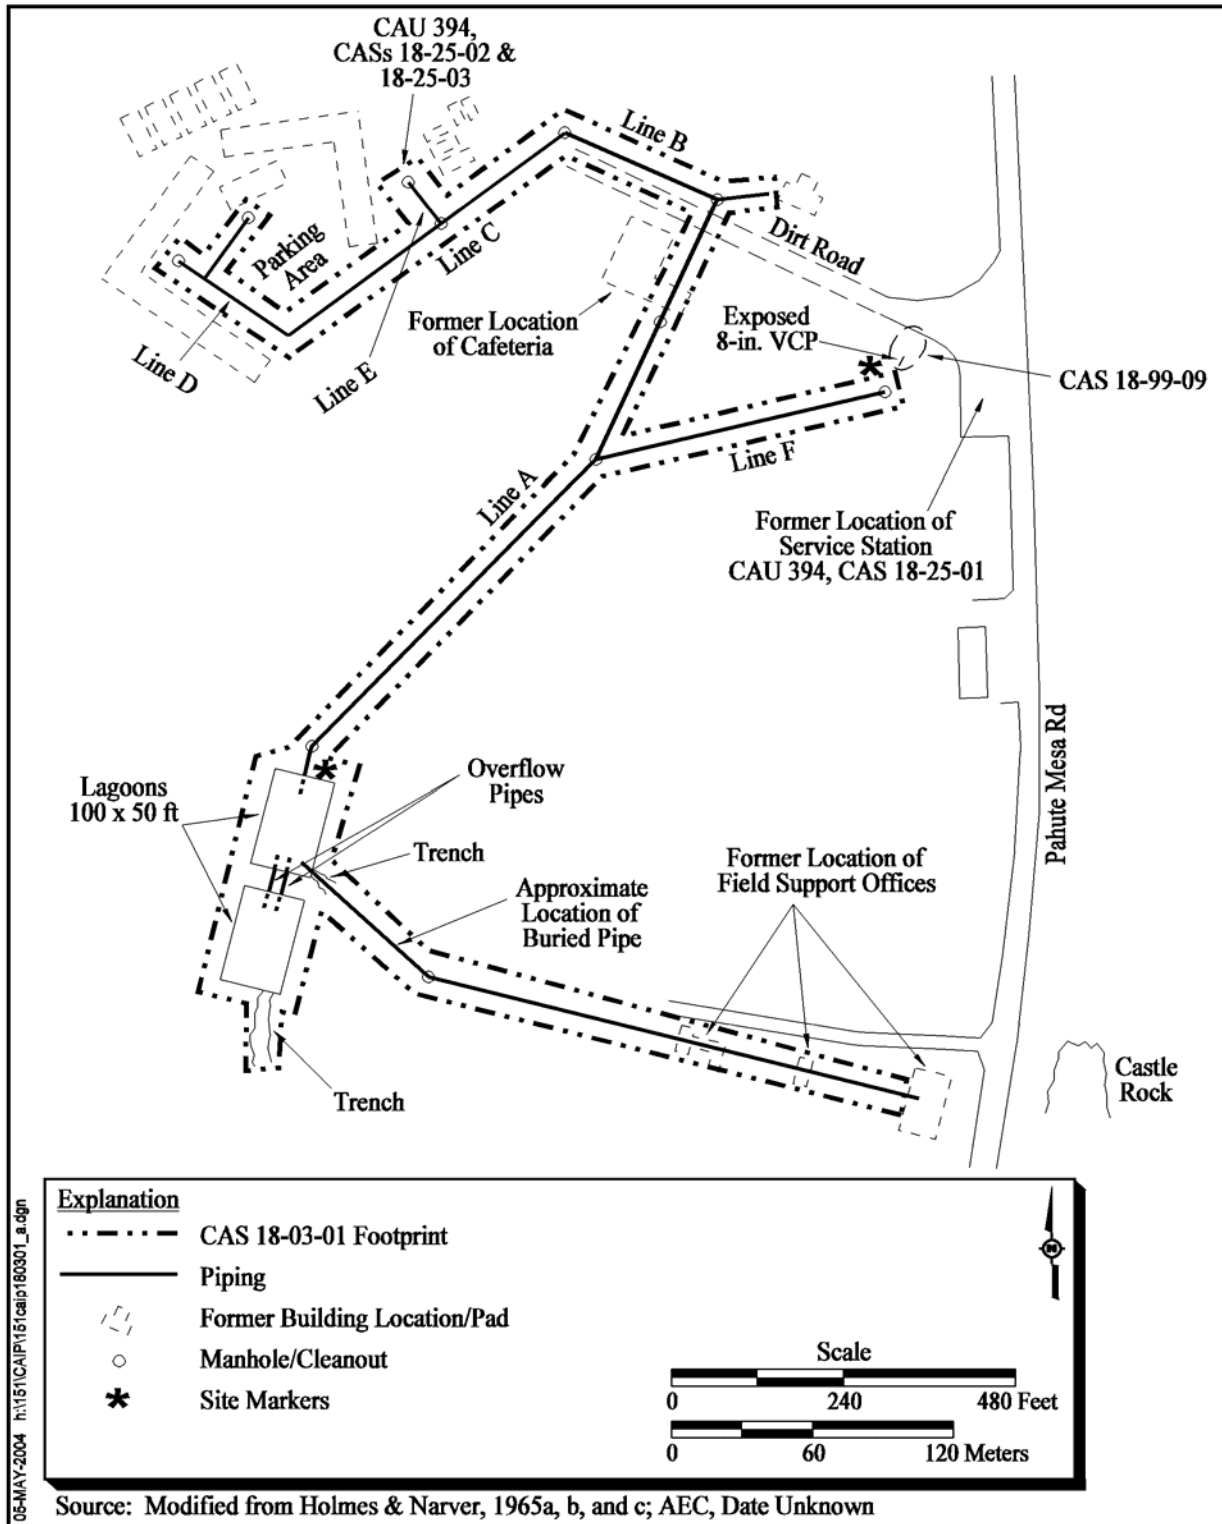 CAU 394,
CASs 18-25-02 &
18-25-03
Line B
Dirt Road
Parking
Area
Line C
Line D
Line E
Former Location
of Cafeteria
Exposed
8-in. VCP
CAS 18-99-09
Line F
Line A
Former Location of
Service Station
CAU 394, CAS 18-25-01
Pahute Mesa Rd
Lagoons
100 x 50 ft
Overflow
Pipes
Trench
Approximate
Location of
Buried Pipe
Former Location of
Field Support Offices
Trench
Castle
Rock
Explanation
CAS 18-03-01 Footprint
Piping
Former Building Location/Pad
Manhole/Cleanout
Site Markers
N
Scale
0 240 480 Feet
0 60 120 Meters
05-MAY-2004 h:\151\CAIP\151caip180301_a.dgn
Source: Modified from Holmes & Narver, 1965a, b, and c; AEC, Date Unknown